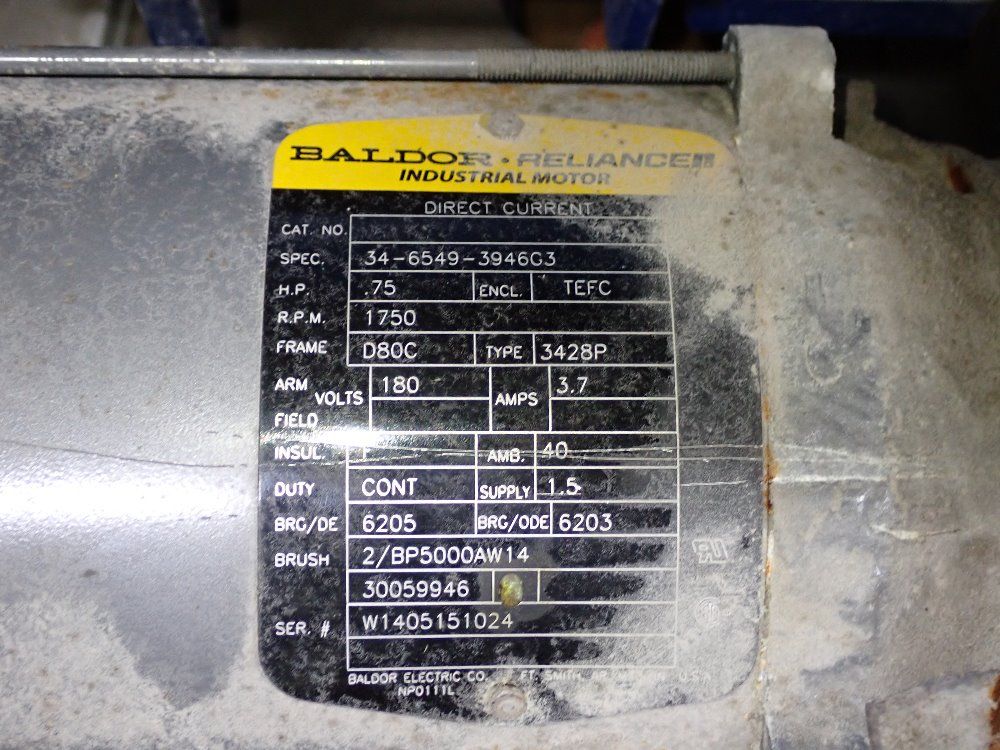 BALDOR • RELIANCE
INDUSTRIAL MOTOR
DIRECT CURRENT
CAT. NO.
SPEC. 34-6549-3946G3
H.P. .75 ENCL. TEFC
R.P.M. 1750
FRAME D80C TYPE 3428P
ARM VOLTS 180 AMPS 3.7
FIELD
INSUL. F AMB. 40
DUTY CONT SUPPLY 1.5
BRG/DE 6205 BRG/ODE 6203
BRUSH 2/BP5000AW14
30059946
SER. # W1405151024
BALDOR ELECTRIC CO. FT. SMITH, U.S.A.
NP0111L